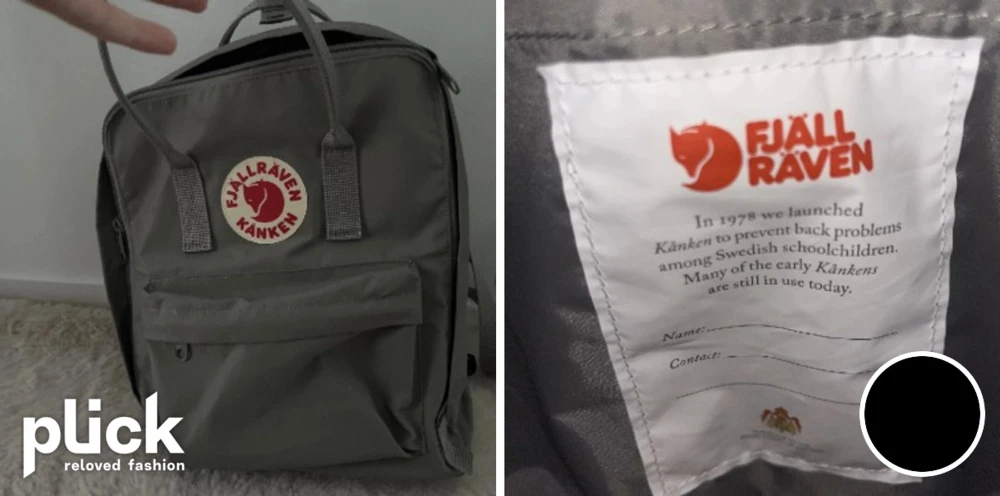 FJÄLLRÄVEN
KÅNKEN
plick
reloved fashion
FJÄLL
RÄVEN
In 1978 we launched
Kånken to prevent back problems
among Swedish schoolchildren.
Many of the early Kånkens
are still in use today.
Name:
Contact: